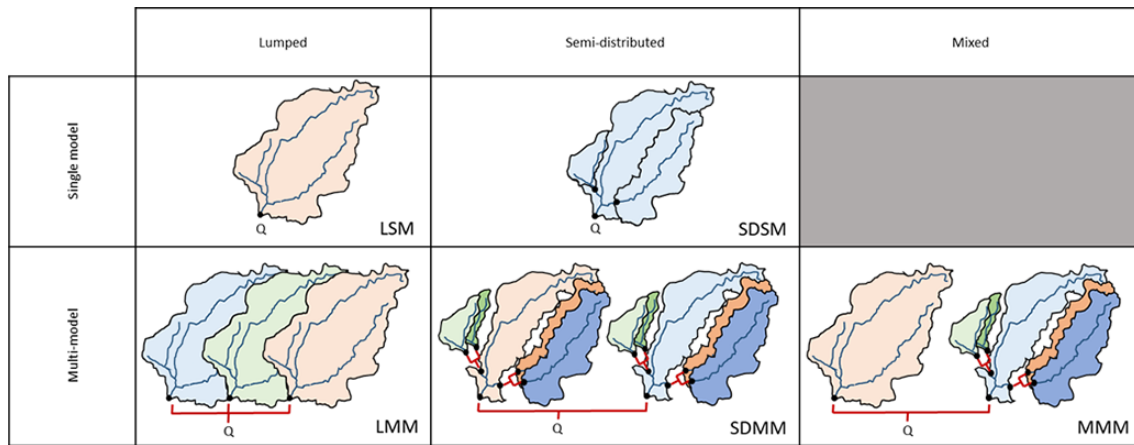 Lumped
Semi-distributed
Mixed
Single model
Q
LSM
Q
SDSM
Multi-model
Q
LMM
Q
SDMM
Q
MMM